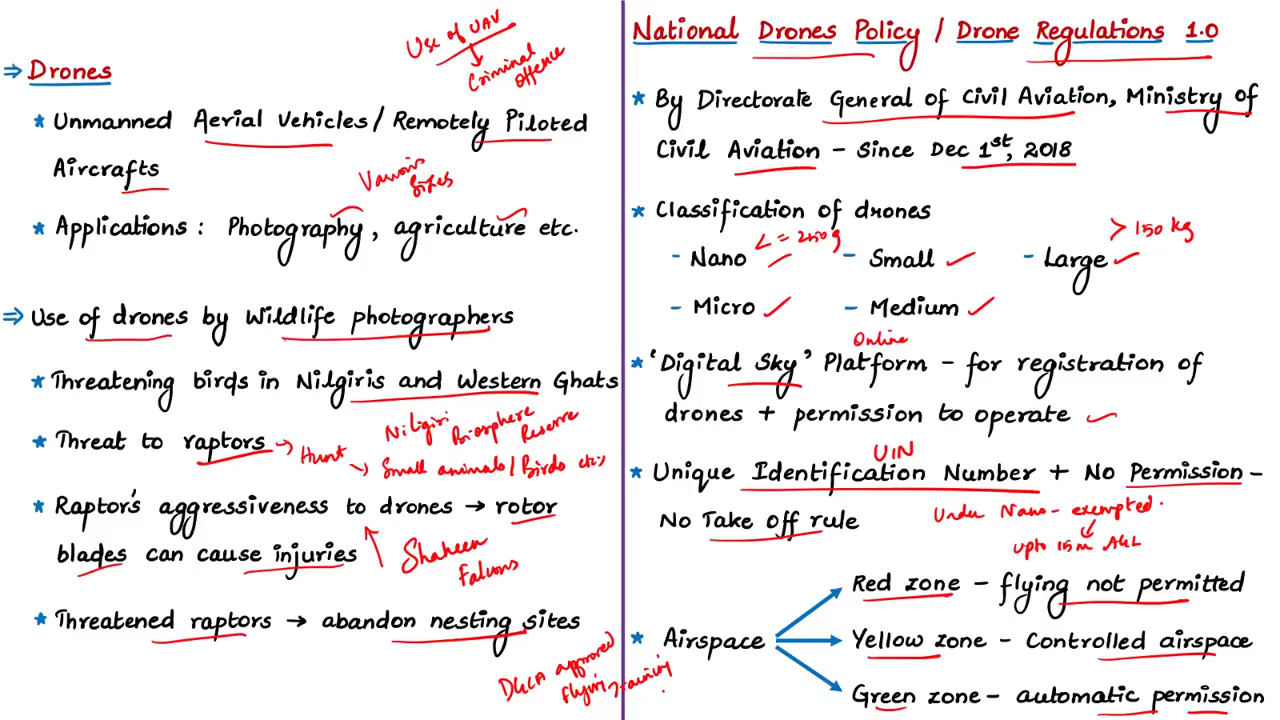 Use of UAV
Criminal
offence
⇒ Drones
* Unmanned Aerial Vehicles / Remotely Piloted
Aircrafts
Various
Sizes
* Applications : Photography, agriculture etc.
⇒ Use of drones by Wildlife photographers
* Threatening birds in Nilgiris and Western Ghats
Niligiri
Biosphere
Reserve
* Threat to raptors → Hunt → Small animals / Birds etc;
* Raptor's aggressiveness to drones → rotor
blades can cause injuries
Shaheen
Falcons
* Threatened raptors → abandon nesting sites
DGCA approved
flying training
National Drones Policy / Drone Regulations 1.0
* By Directorate General of Civil Aviation, Ministry of
Civil Aviation - Since Dec 1st, 2018
* Classification of drones
<= 250g
> 150 kg
- Nano - Small - Large
- Micro - Medium
Online
* 'Digital Sky' Platform - for registration of
drones + permission to operate
UIN
* Unique Identification Number + No Permission -
No Take off rule
Under Nano - exempted.
upto 15m AGL
* Airspace
Red zone - flying not permitted
Yellow zone - Controlled airspace
Green zone - automatic permission